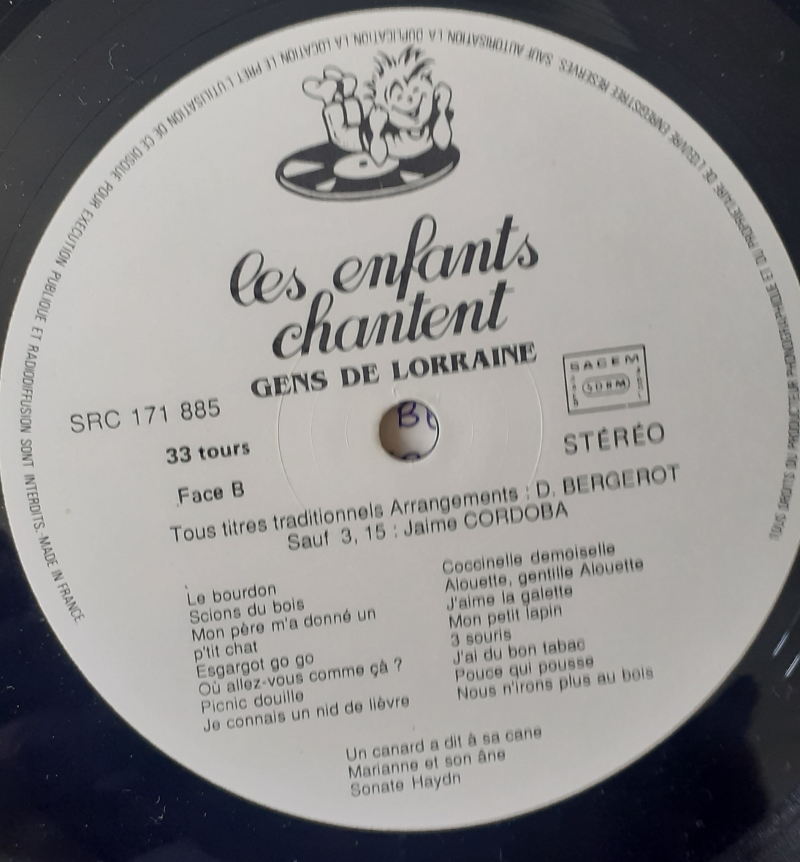 TOUS DROITS DU PRODUCTEUR PHONOGRAPHIQUE ET DU PROPRIETAIRE DE L'ŒUVRE ENREGISTREE RESERVES. SAUF AUTORISATION LA DUPLICATION LA LOCATION, LE PRET L'UTILISATION DE CE DISQUE POUR EXECUTION PUBLIQUE ET RADIODIFFUSION SONT INTERDITS. MADE IN FRANCE.
les enfants
chantent
GENS DE LORRAINE
SRC 171 885
SACEM
SDRM
33 tours
STÉRÉO
Face B
Tous titres traditionnels Arrangements : D. BERGEROT
Sauf 3, 15 : Jaime CORDOBA
Le bourdon
Scions du bois
Mon père m'a donné un
p'tit chat
Esgargot go go
Où allez-vous comme çà ?
Picnic douille
Je connais un nid de lièvre
Coccinelle demoiselle
Alouette, gentille Alouette
J'aime la galette
Mon petit lapin
3 souris
J'ai du bon tabac
Pouce qui pousse
Nous n'irons plus au bois
Un canard a dit à sa cane
Marianne et son âne
Sonate Haydn